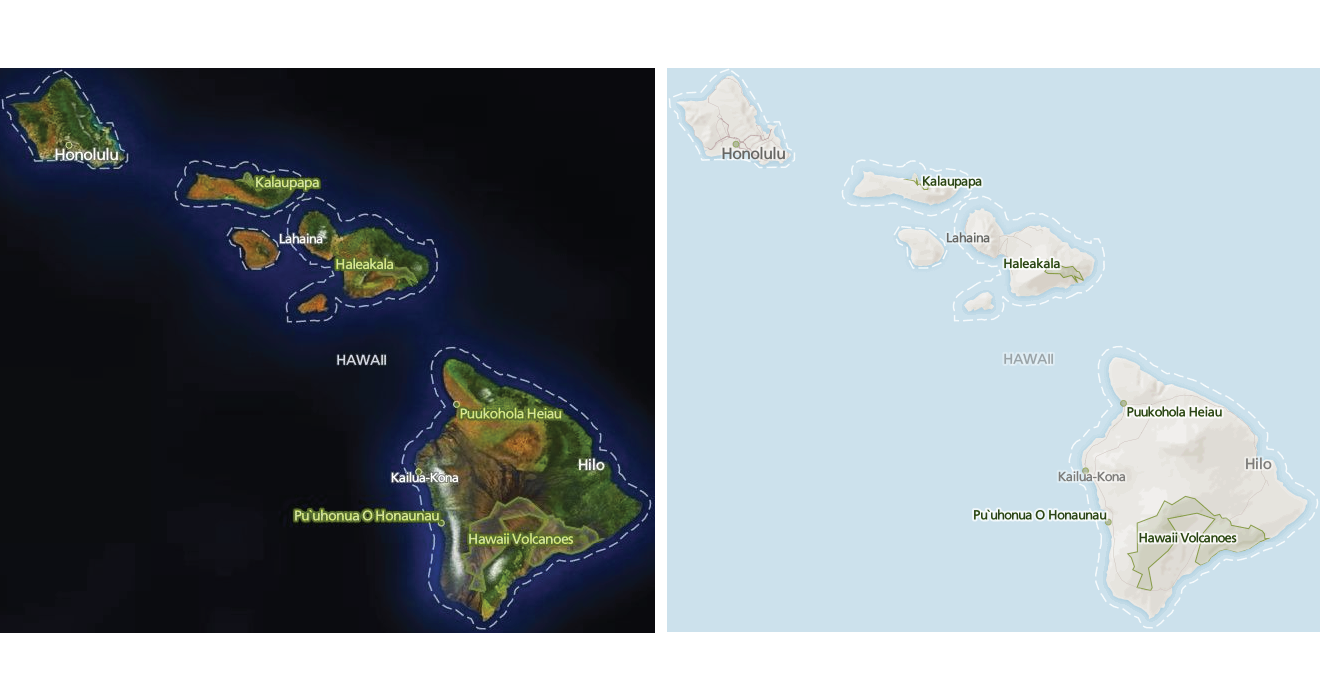 Honolulu
Kalaupapa
Lahaina
Haleakala
HAWAII
Puukohola Heiau
Hilo
Kailua-Kona
Pu`uhonua O Honaunau
Hawaii Volcanoes
Honolulu
Kalaupapa
Lahaina
Haleakala
HAWAII
Puukohola Heiau
Hilo
Kailua-Kona
Pu`uhonua O Honaunau
Hawaii Volcanoes